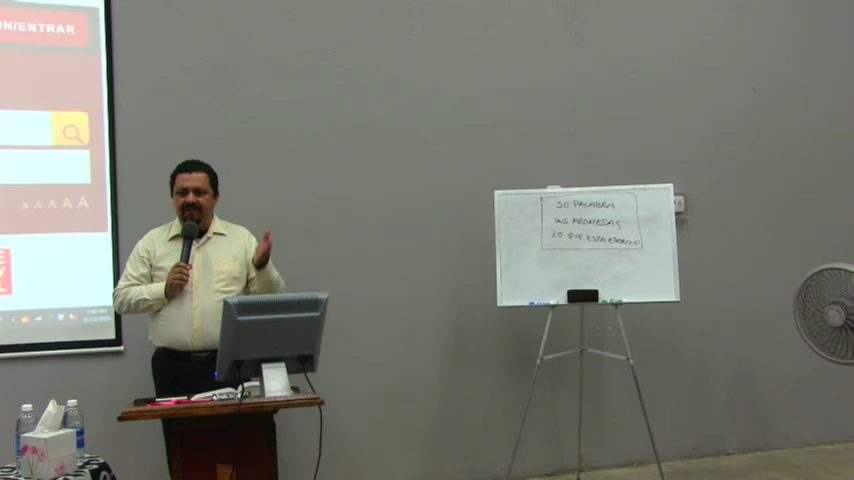 IN/ENTRAR
A A A A A
E
Y
L
SU PALABRA
SUS PROMESAS
LO QUE ESTA ESCRITO